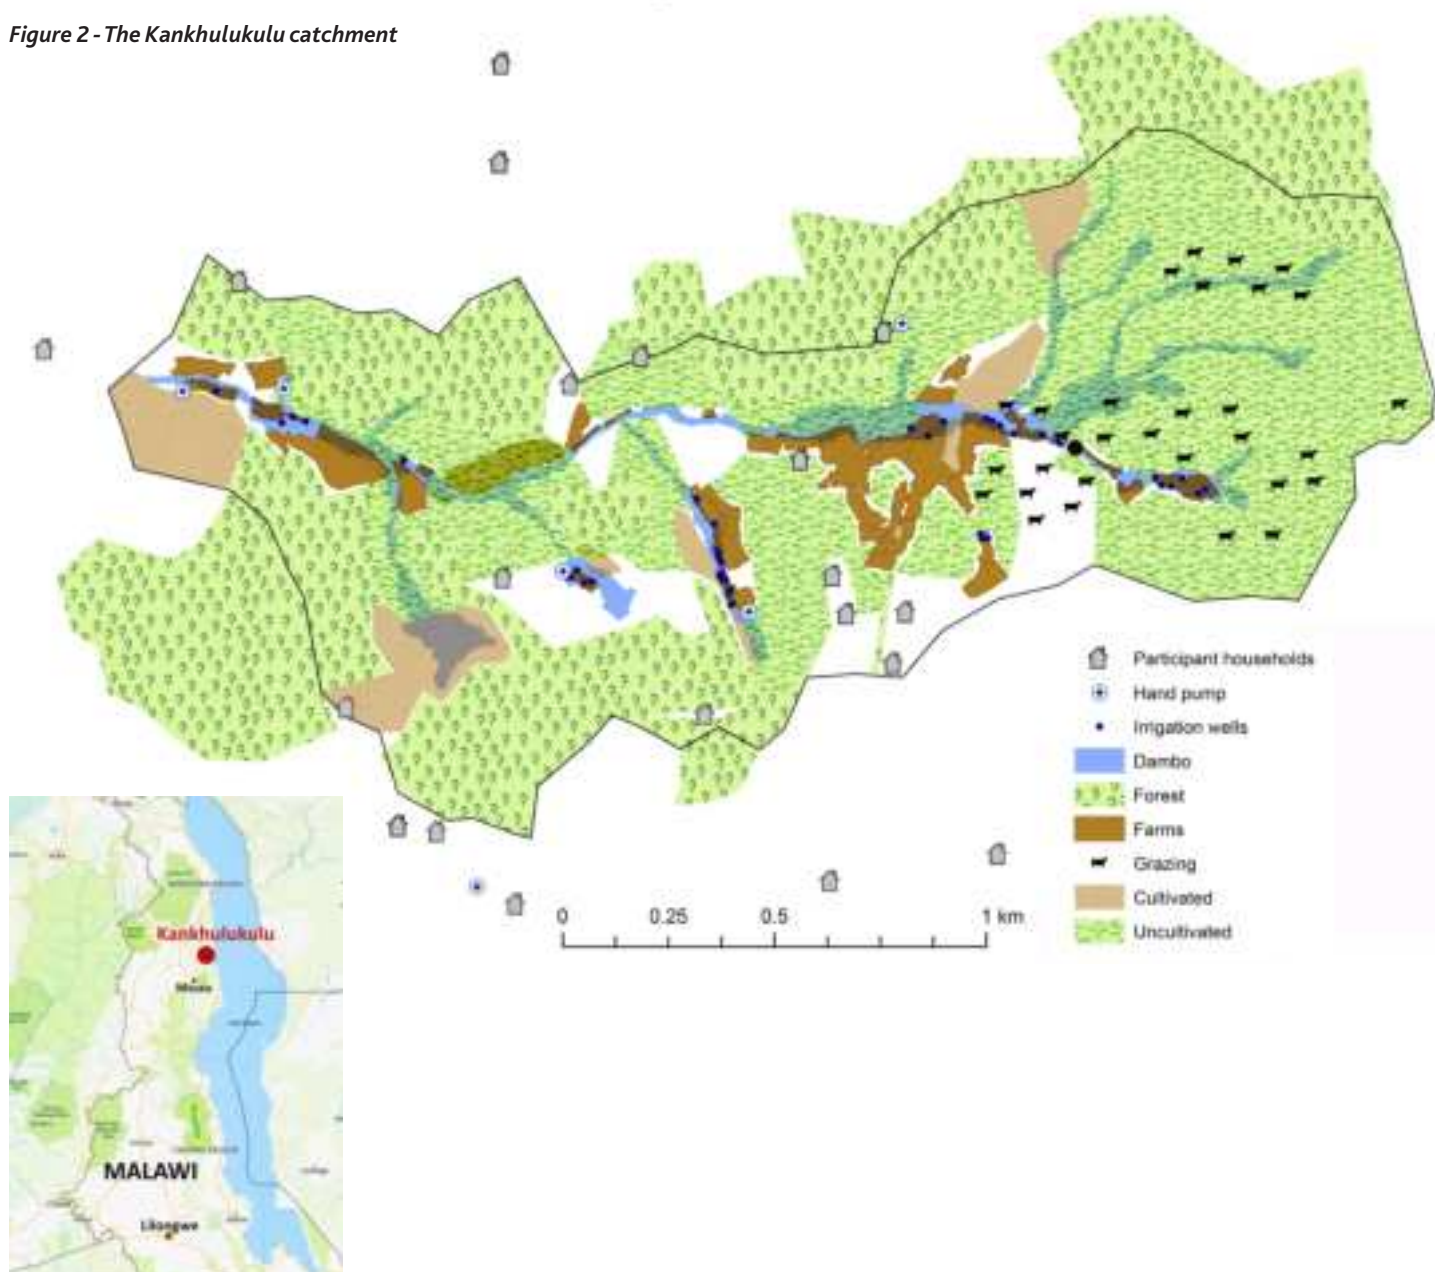 Figure 2 - The Kankhulukulu catchment
Participant households
Hand pump
Irrigation wells
Dambo
Forest
Farms
Grazing
Cultivated
Uncultivated
0 0.25 0.5 1 km
Kankhulukulu
MALAWI
Lilongwe